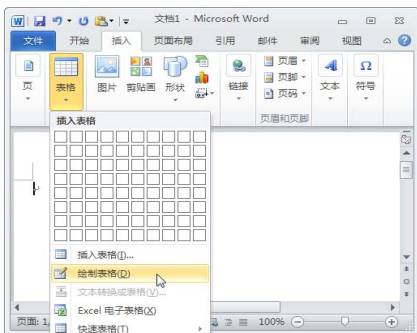 文档1 - Microsoft Word
文件 开始 插入 页面布局 引用 邮件 审阅 视图
页 表格 图片 剪贴画 形状 链接 页眉 页脚 页码 文本 符号
页眉和页脚
插入表格
插入表格(I)...
绘制表格(D)
文本转换成表格(V)...
Excel 电子表格(X)
快速表格(T)
页面: 1 100%